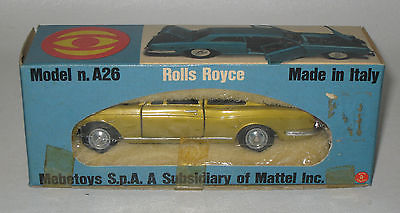 Model n. A26 Rolls Royce Made in Italy
Mebetoys S.p.A. A Subsidiary of Mattel Inc.